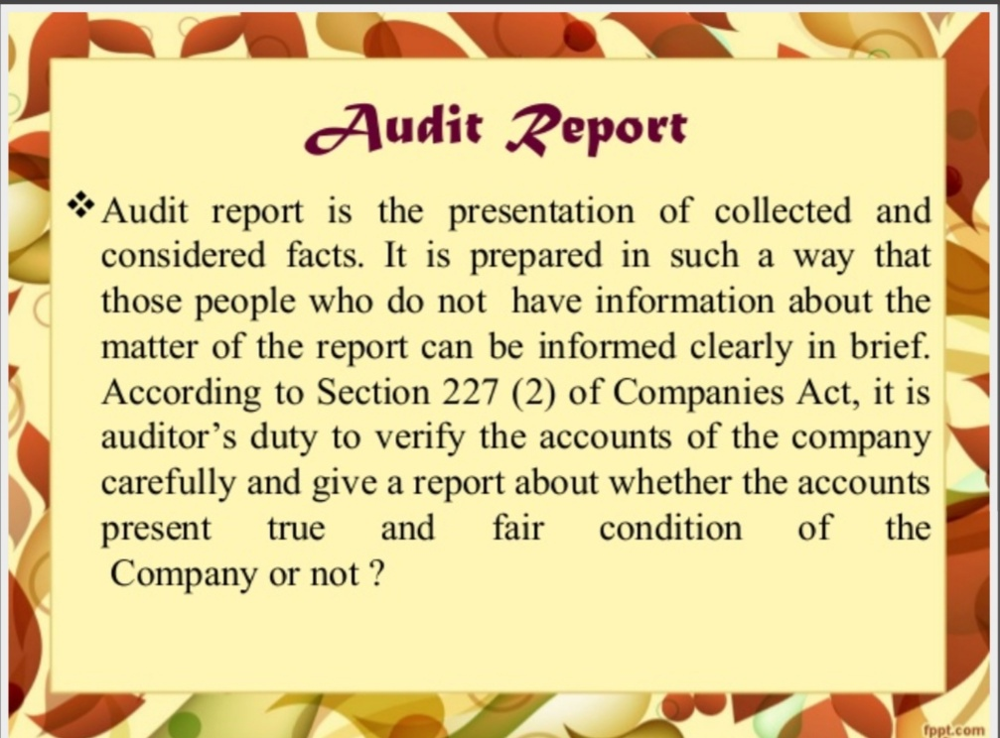 Audit Report
❖ Audit report is the presentation of collected and
considered facts. It is prepared in such a way that
those people who do not have information about the
matter of the report can be informed clearly in brief.
According to Section 227 (2) of Companies Act, it is
auditor’s duty to verify the accounts of the company
carefully and give a report about whether the accounts
present true and fair condition of the
Company or not ?
fppt.com